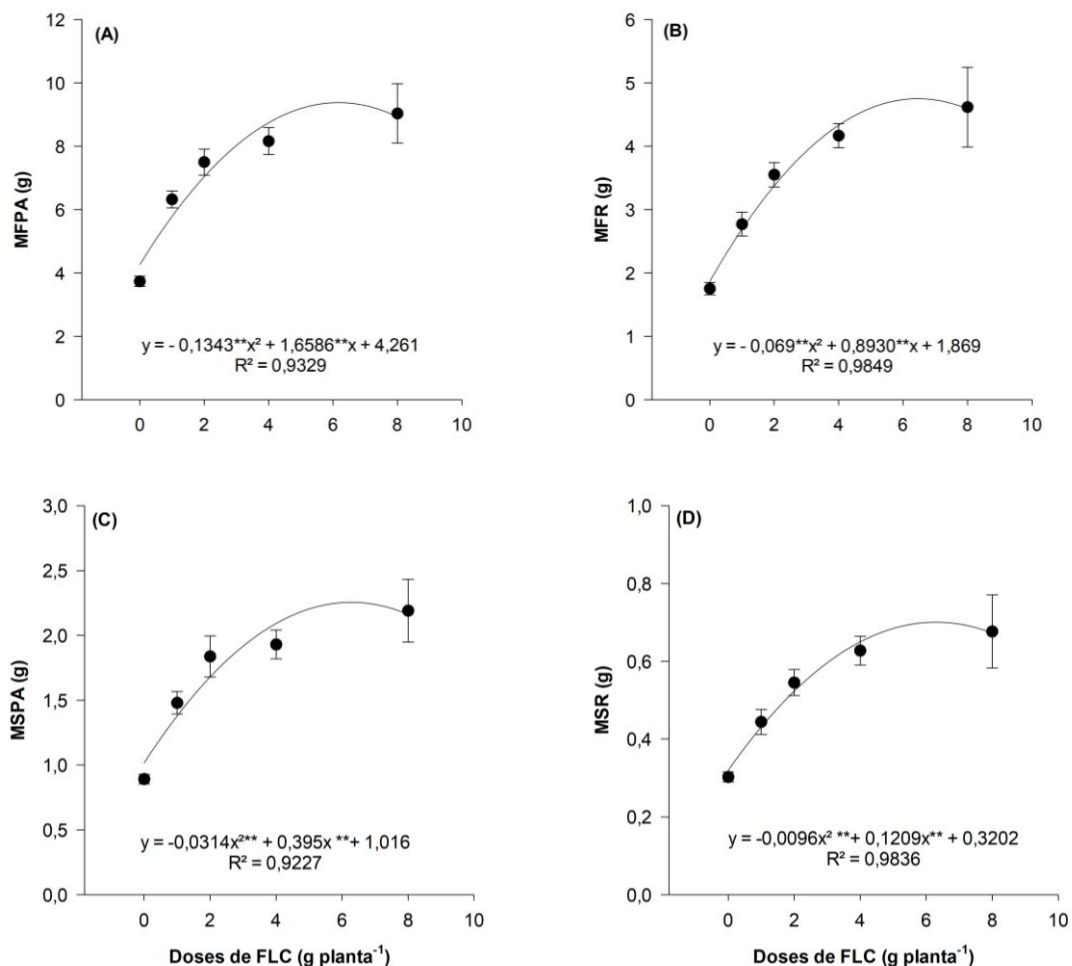 (A)
12
10
8
6
4
2
0
MFPA (g)
y = - 0,1343**x² + 1,6586**x + 4,261
R² = 0,9329
0 2 4 6 8 10
(B)
6
5
4
3
2
1
0
MFR (g)
y = - 0,069**x² + 0,8930**x + 1,869
R² = 0,9849
0 2 4 6 8 10
(C)
3,0
2,5
2,0
1,5
1,0
0,5
0,0
MSPA (g)
y = -0,0314x²** + 0,395x **+ 1,016
R² = 0,9227
0 2 4 6 8 10
Doses de FLC (g planta⁻¹)
(D)
1,0
0,8
0,6
0,4
0,2
0,0
MSR (g)
y = -0,0096x² **+ 0,1209x** + 0,3202
R² = 0,9836
0 2 4 6 8 10
Doses de FLC (g planta⁻¹)